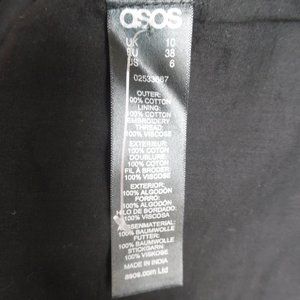 asos
UK 10
EU 38
US 6
OUTER:
100% COTTON
LINING:
100% COTTON
EMBROIDERY
THREAD:
100% VISCOSE
EXTERIEUR:
100% COTON
DOUBLURE:
100% COTON
FIL À BRODER:
100% VISCOSE
EXTERIOR:
100% ALGODÓN
FORRO:
100% ALGODÓN
HILO DE BORDADO:
100% VISCOSA
AUSSENMATERIAL:
100% BAUMWOLLE
FUTTER:
100% BAUMWOLLE
STICKGARN:
100% VISKOSE
MADE IN INDIA
asos.com Ltd